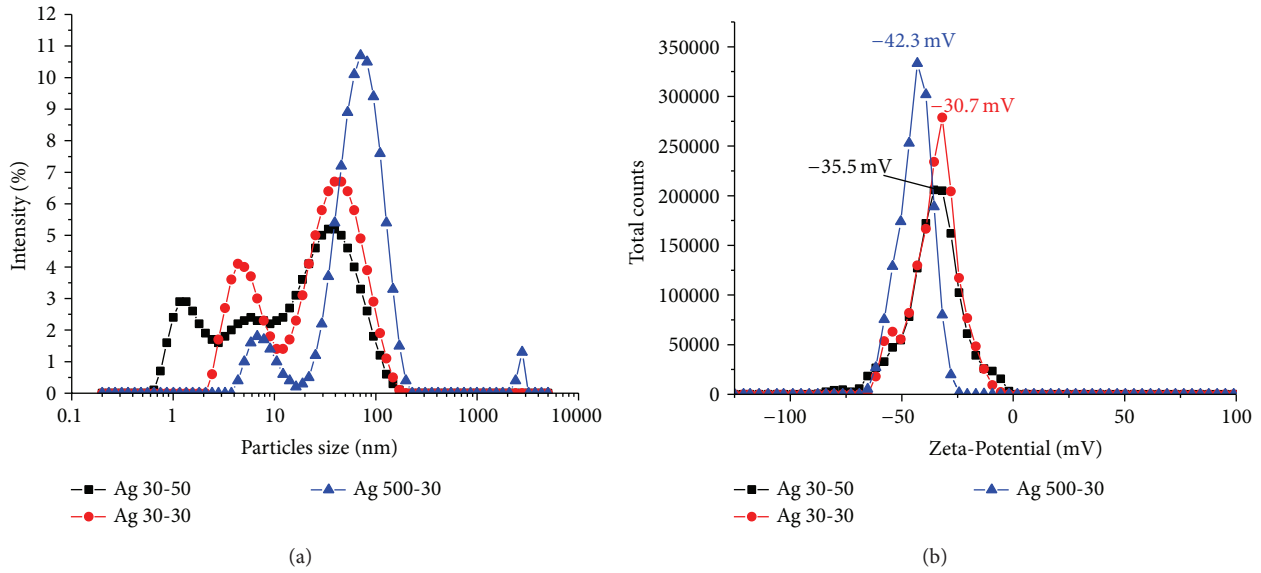 12
11
10
9
8
7
6
5
4
3
2
1
0
Intensity (%)
0.1 1 10 100 1000 10000
Particles size (nm)
Ag 30-50
Ag 30-30
Ag 500-30
(a)
−42.3 mV
−30.7 mV
−35.5 mV
350000
300000
250000
200000
150000
100000
50000
0
Total counts
−100 −50 0 50 100
Zeta-Potential (mV)
Ag 30-50
Ag 30-30
Ag 500-30
(b)